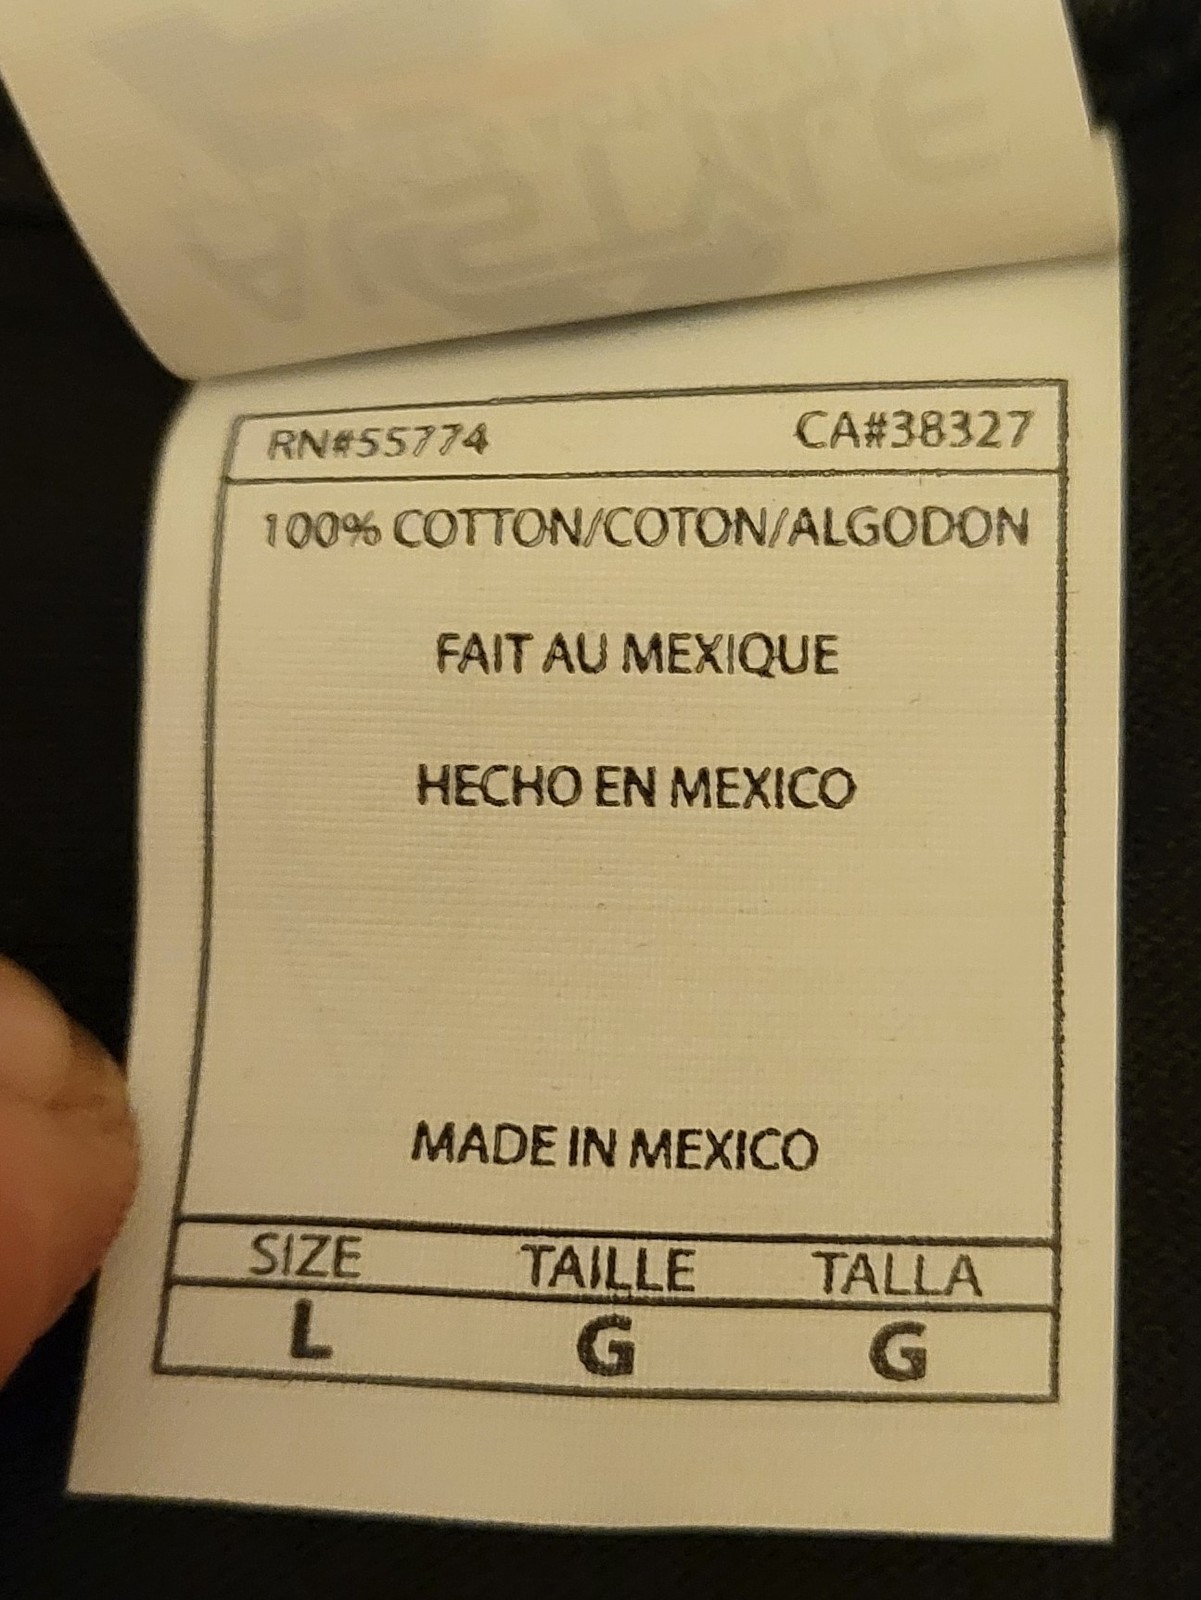 RN#55774 CA#38327
100% COTTON/COTON/ALGODON
FAIT AU MEXIQUE
HECHO EN MEXICO
MADE IN MEXICO
SIZE TAILLE TALLA
L G G